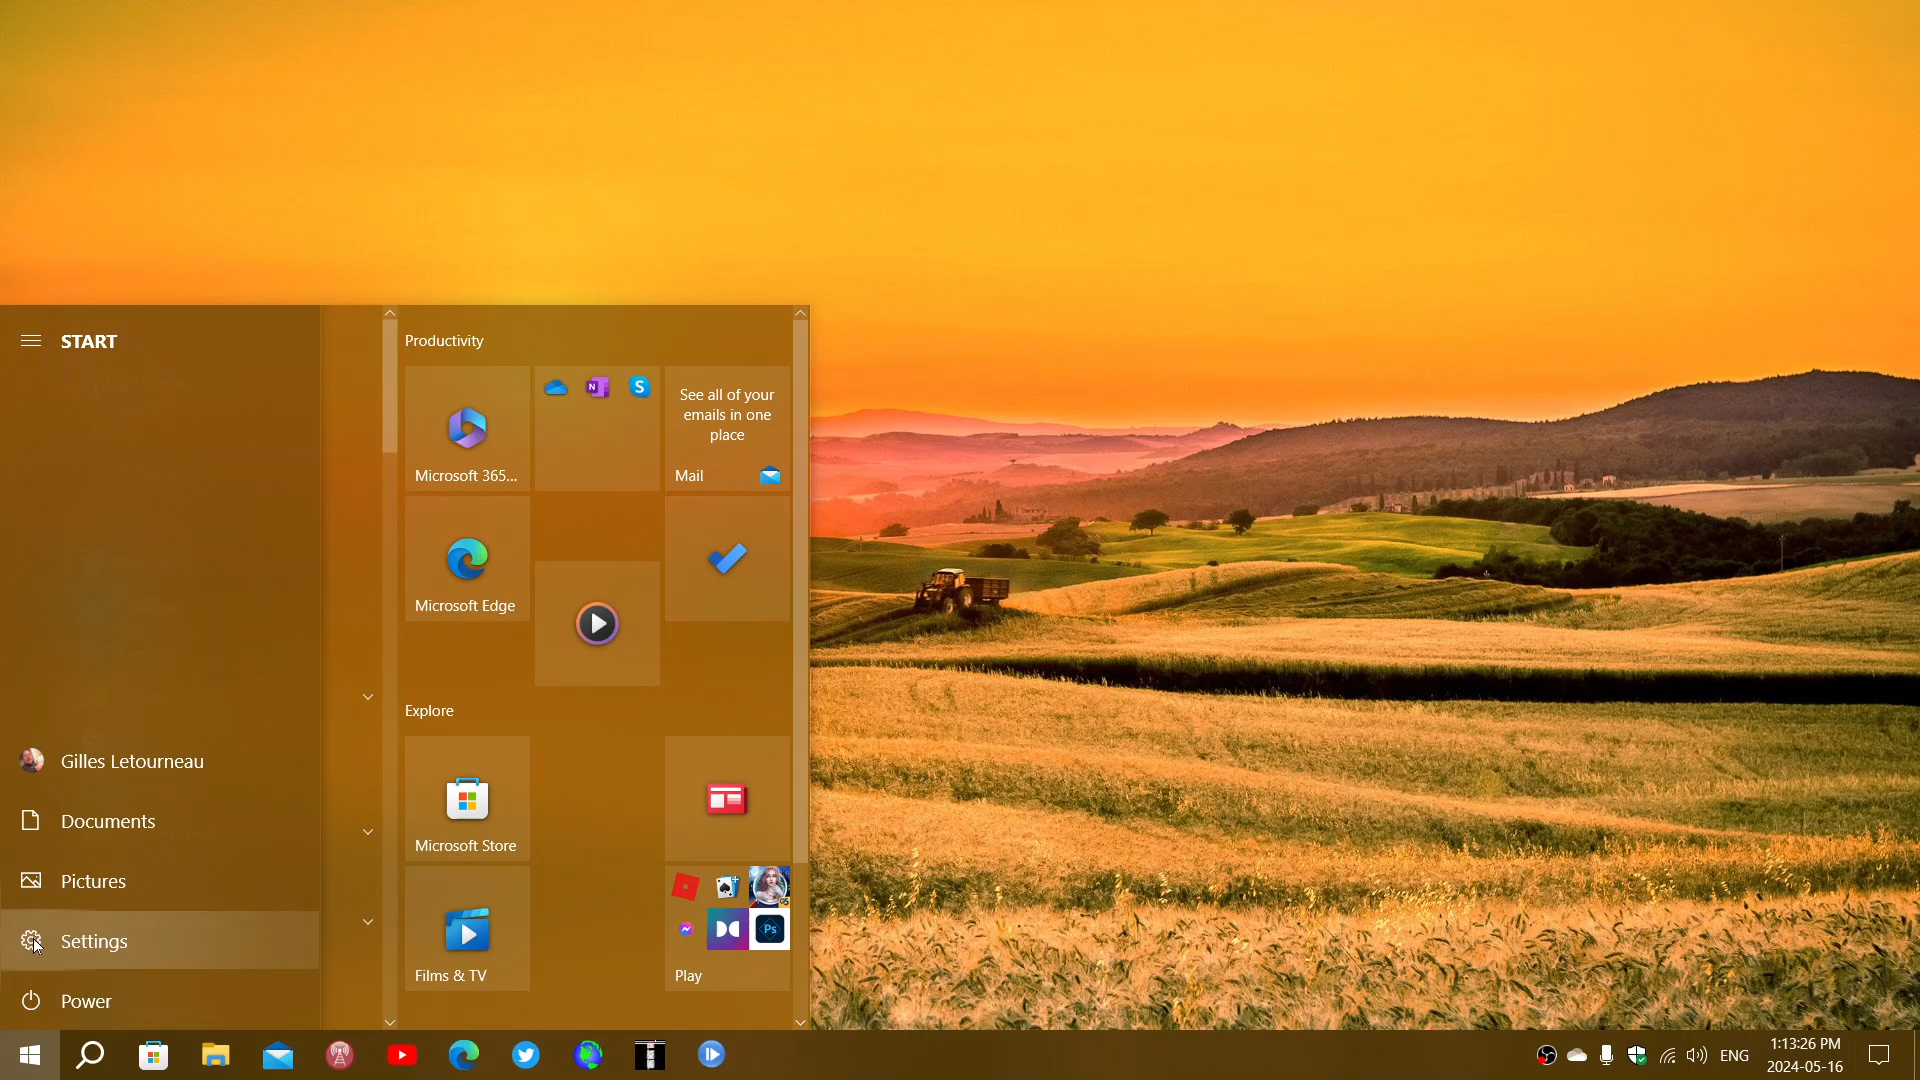 START
Gilles Letourneau
Documents
Pictures
Settings
Power
Productivity
Microsoft 365...
N
S
See all of your
emails in one
place
Mail
Microsoft Edge
Explore
Microsoft Store
Films & TV
Ps
Play
ENG
1:13:26 PM
2024-05-16